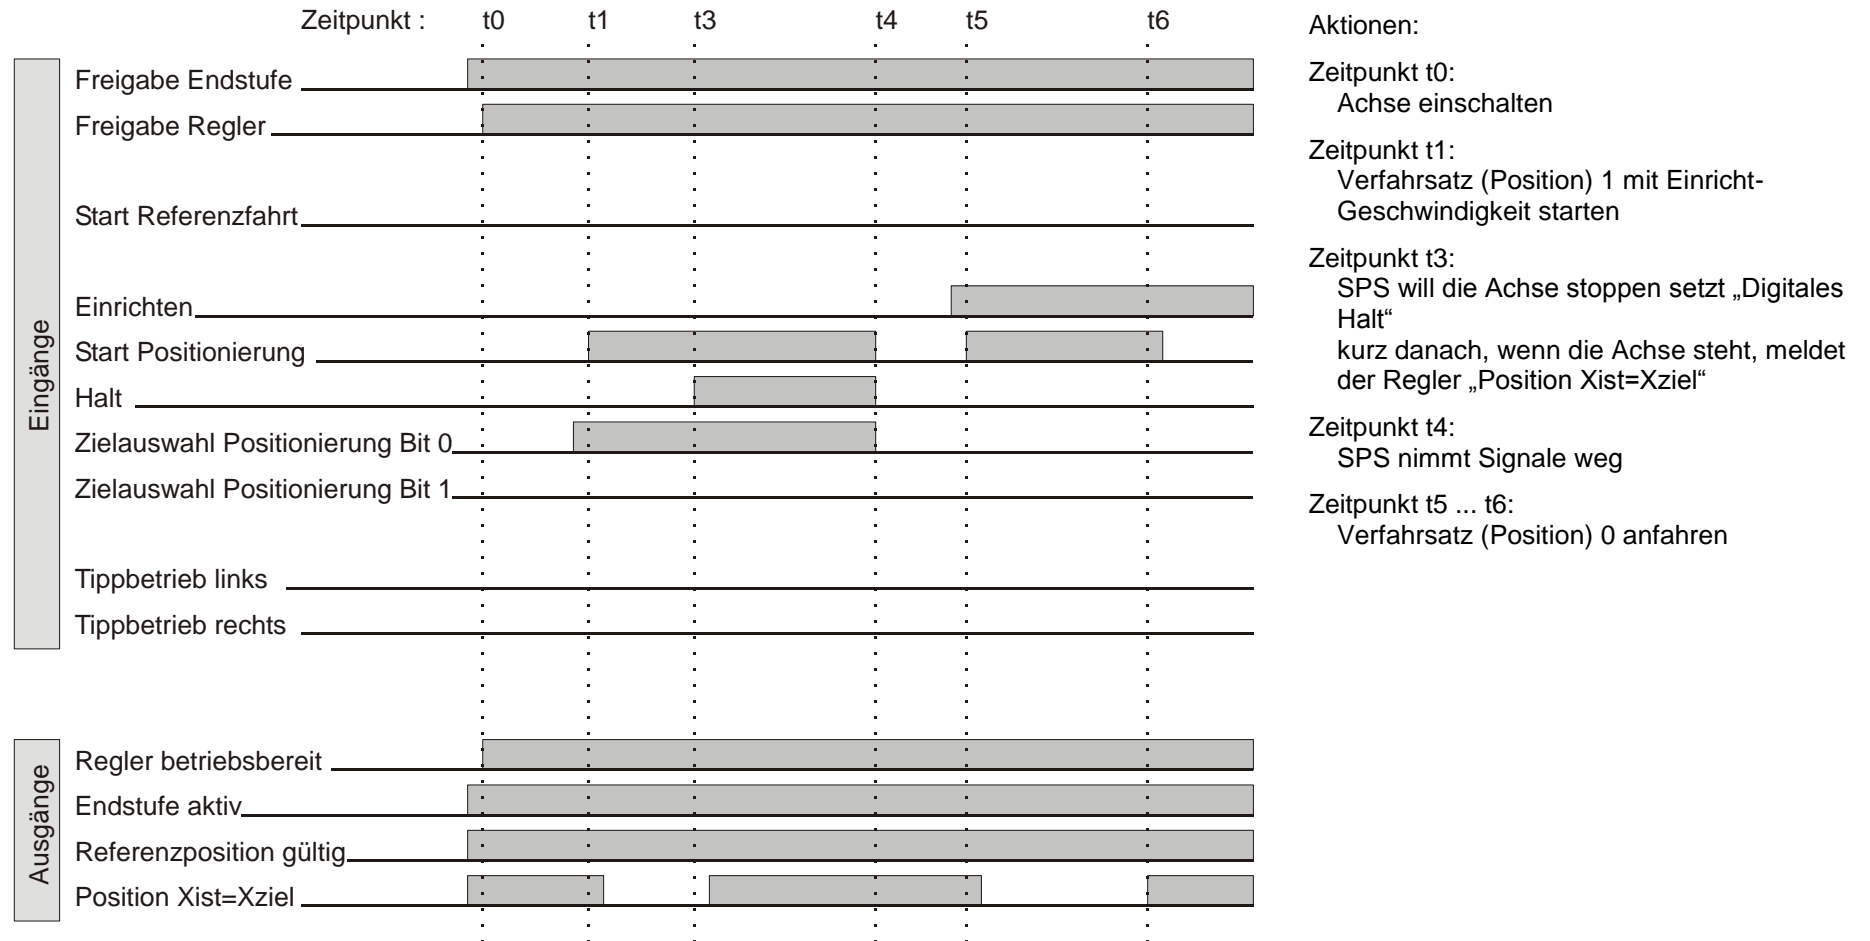 Zeitpunkt : t0 t1 t3 t4 t5 t6
Eingänge
Freigabe Endstufe
Freigabe Regler
Start Referenzfahrt
Einrichten
Start Positionierung
Halt
Zielauswahl Positionierung Bit 0
Zielauswahl Positionierung Bit 1
Tippbetrieb links
Tippbetrieb rechts
Ausgänge
Regler betriebsbereit
Endstufe aktiv
Referenzposition gültig
Position Xist=Xziel
Aktionen:
Zeitpunkt t0:
Achse einschalten
Zeitpunkt t1:
Verfahrsatz (Position) 1 mit Einricht-
Geschwindigkeit starten
Zeitpunkt t3:
SPS will die Achse stoppen setzt „Digitales
Halt“
kurz danach, wenn die Achse steht, meldet
der Regler „Position Xist=Xziel“
Zeitpunkt t4:
SPS nimmt Signale weg
Zeitpunkt t5 ... t6:
Verfahrsatz (Position) 0 anfahren